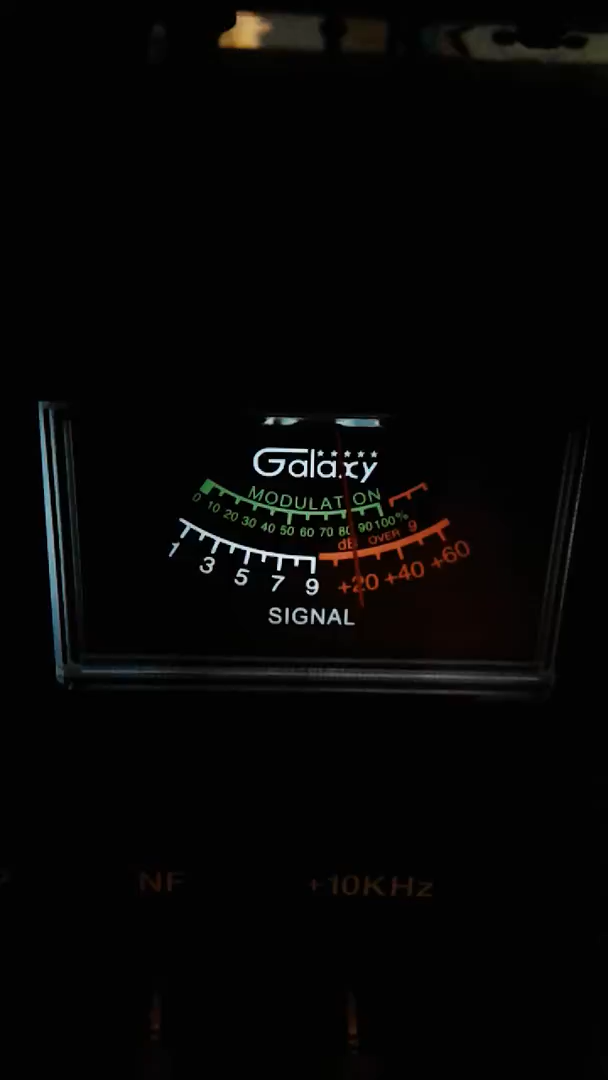 Galaxy
MODULATION
0 10 20 30 40 50 60 70 80 90 100%
dB OVER 9
1 3 5 7 9 +20 +40 +60
SIGNAL
NF +10KHz